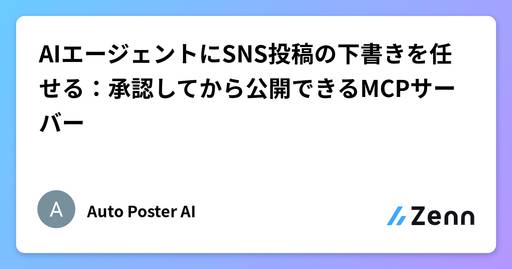 AIエージェントにSNS投稿の下書きを任
せる：承認してから公開できるMCPサー
バー
A
Auto Poster AI
Zenn